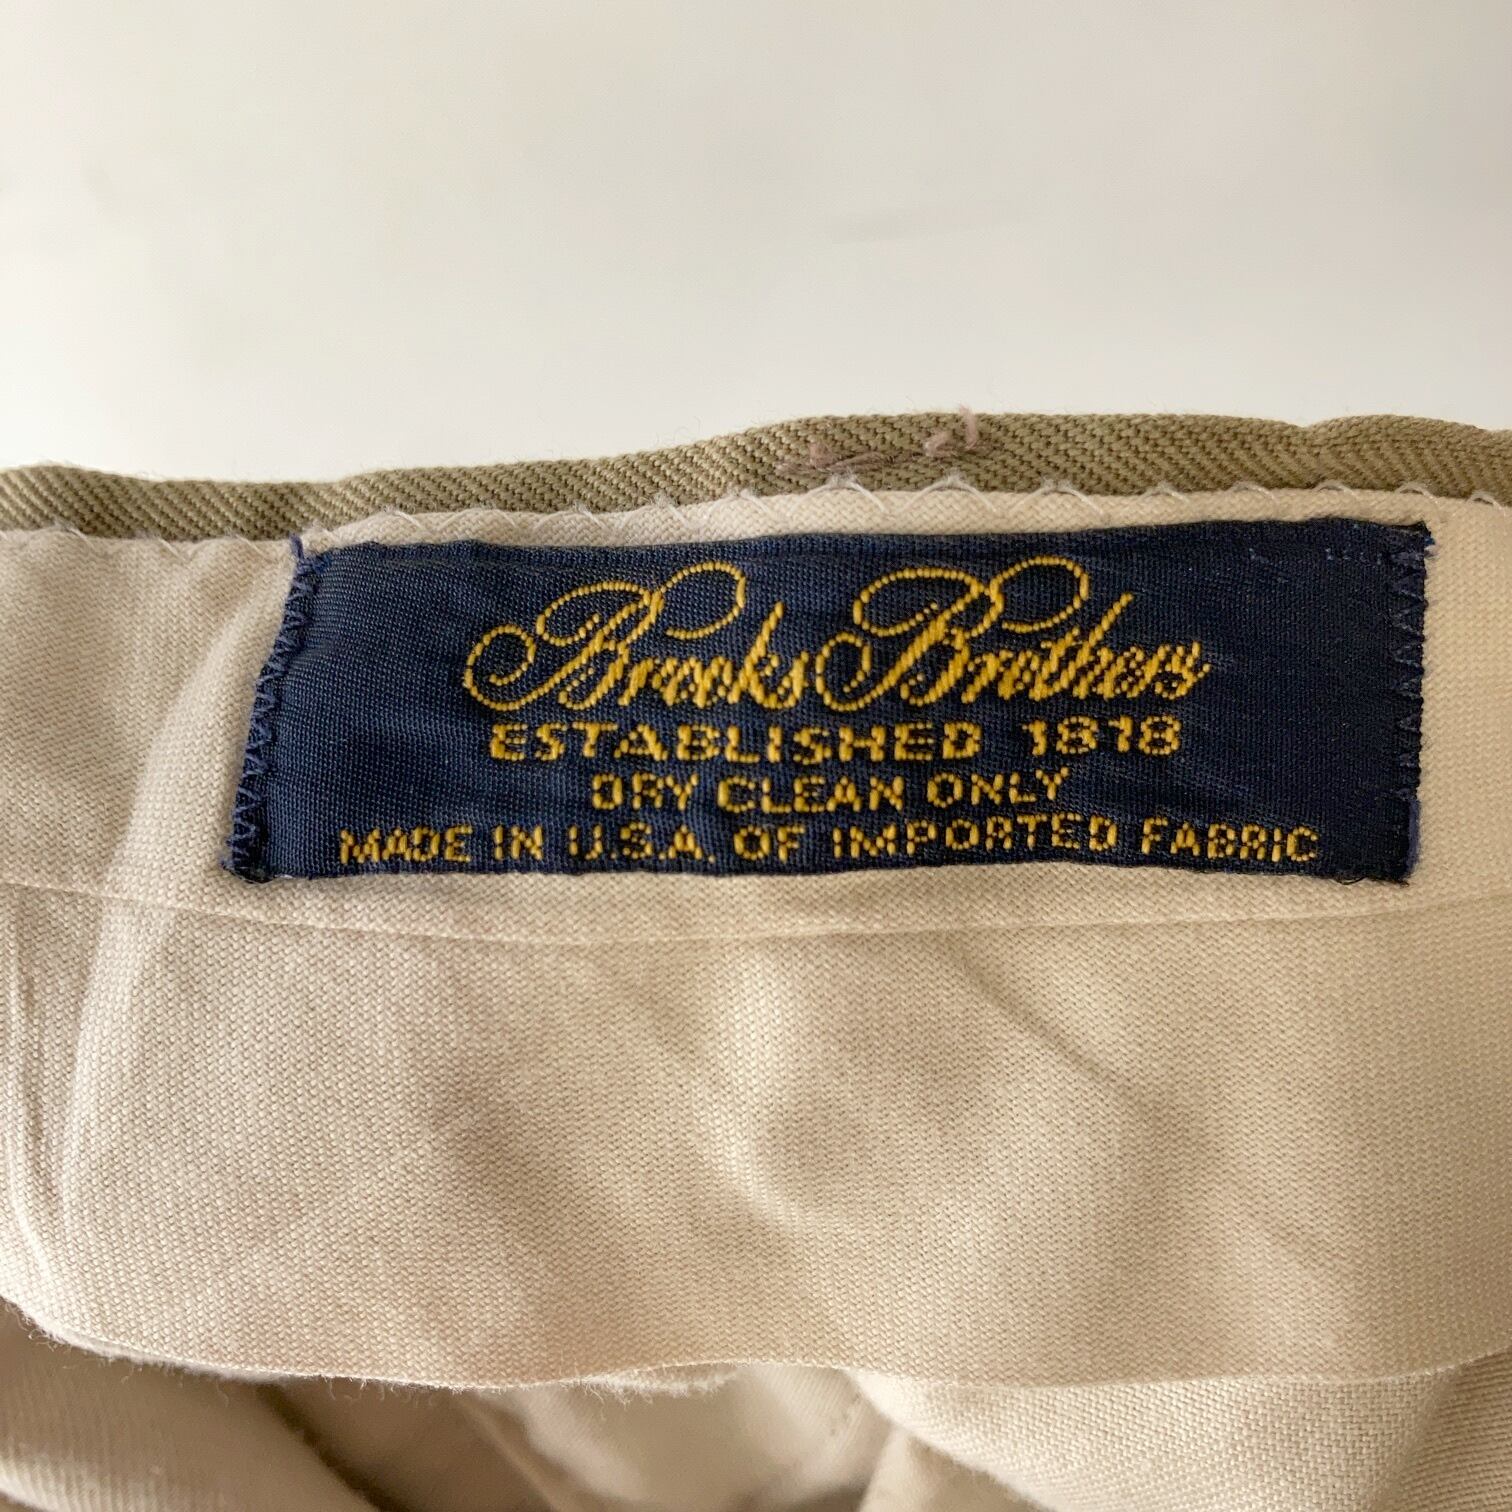 Brooks Brothers
ESTABLISHED 1818
DRY CLEAN ONLY
MADE IN U.S.A. OF IMPORTED FABRIC